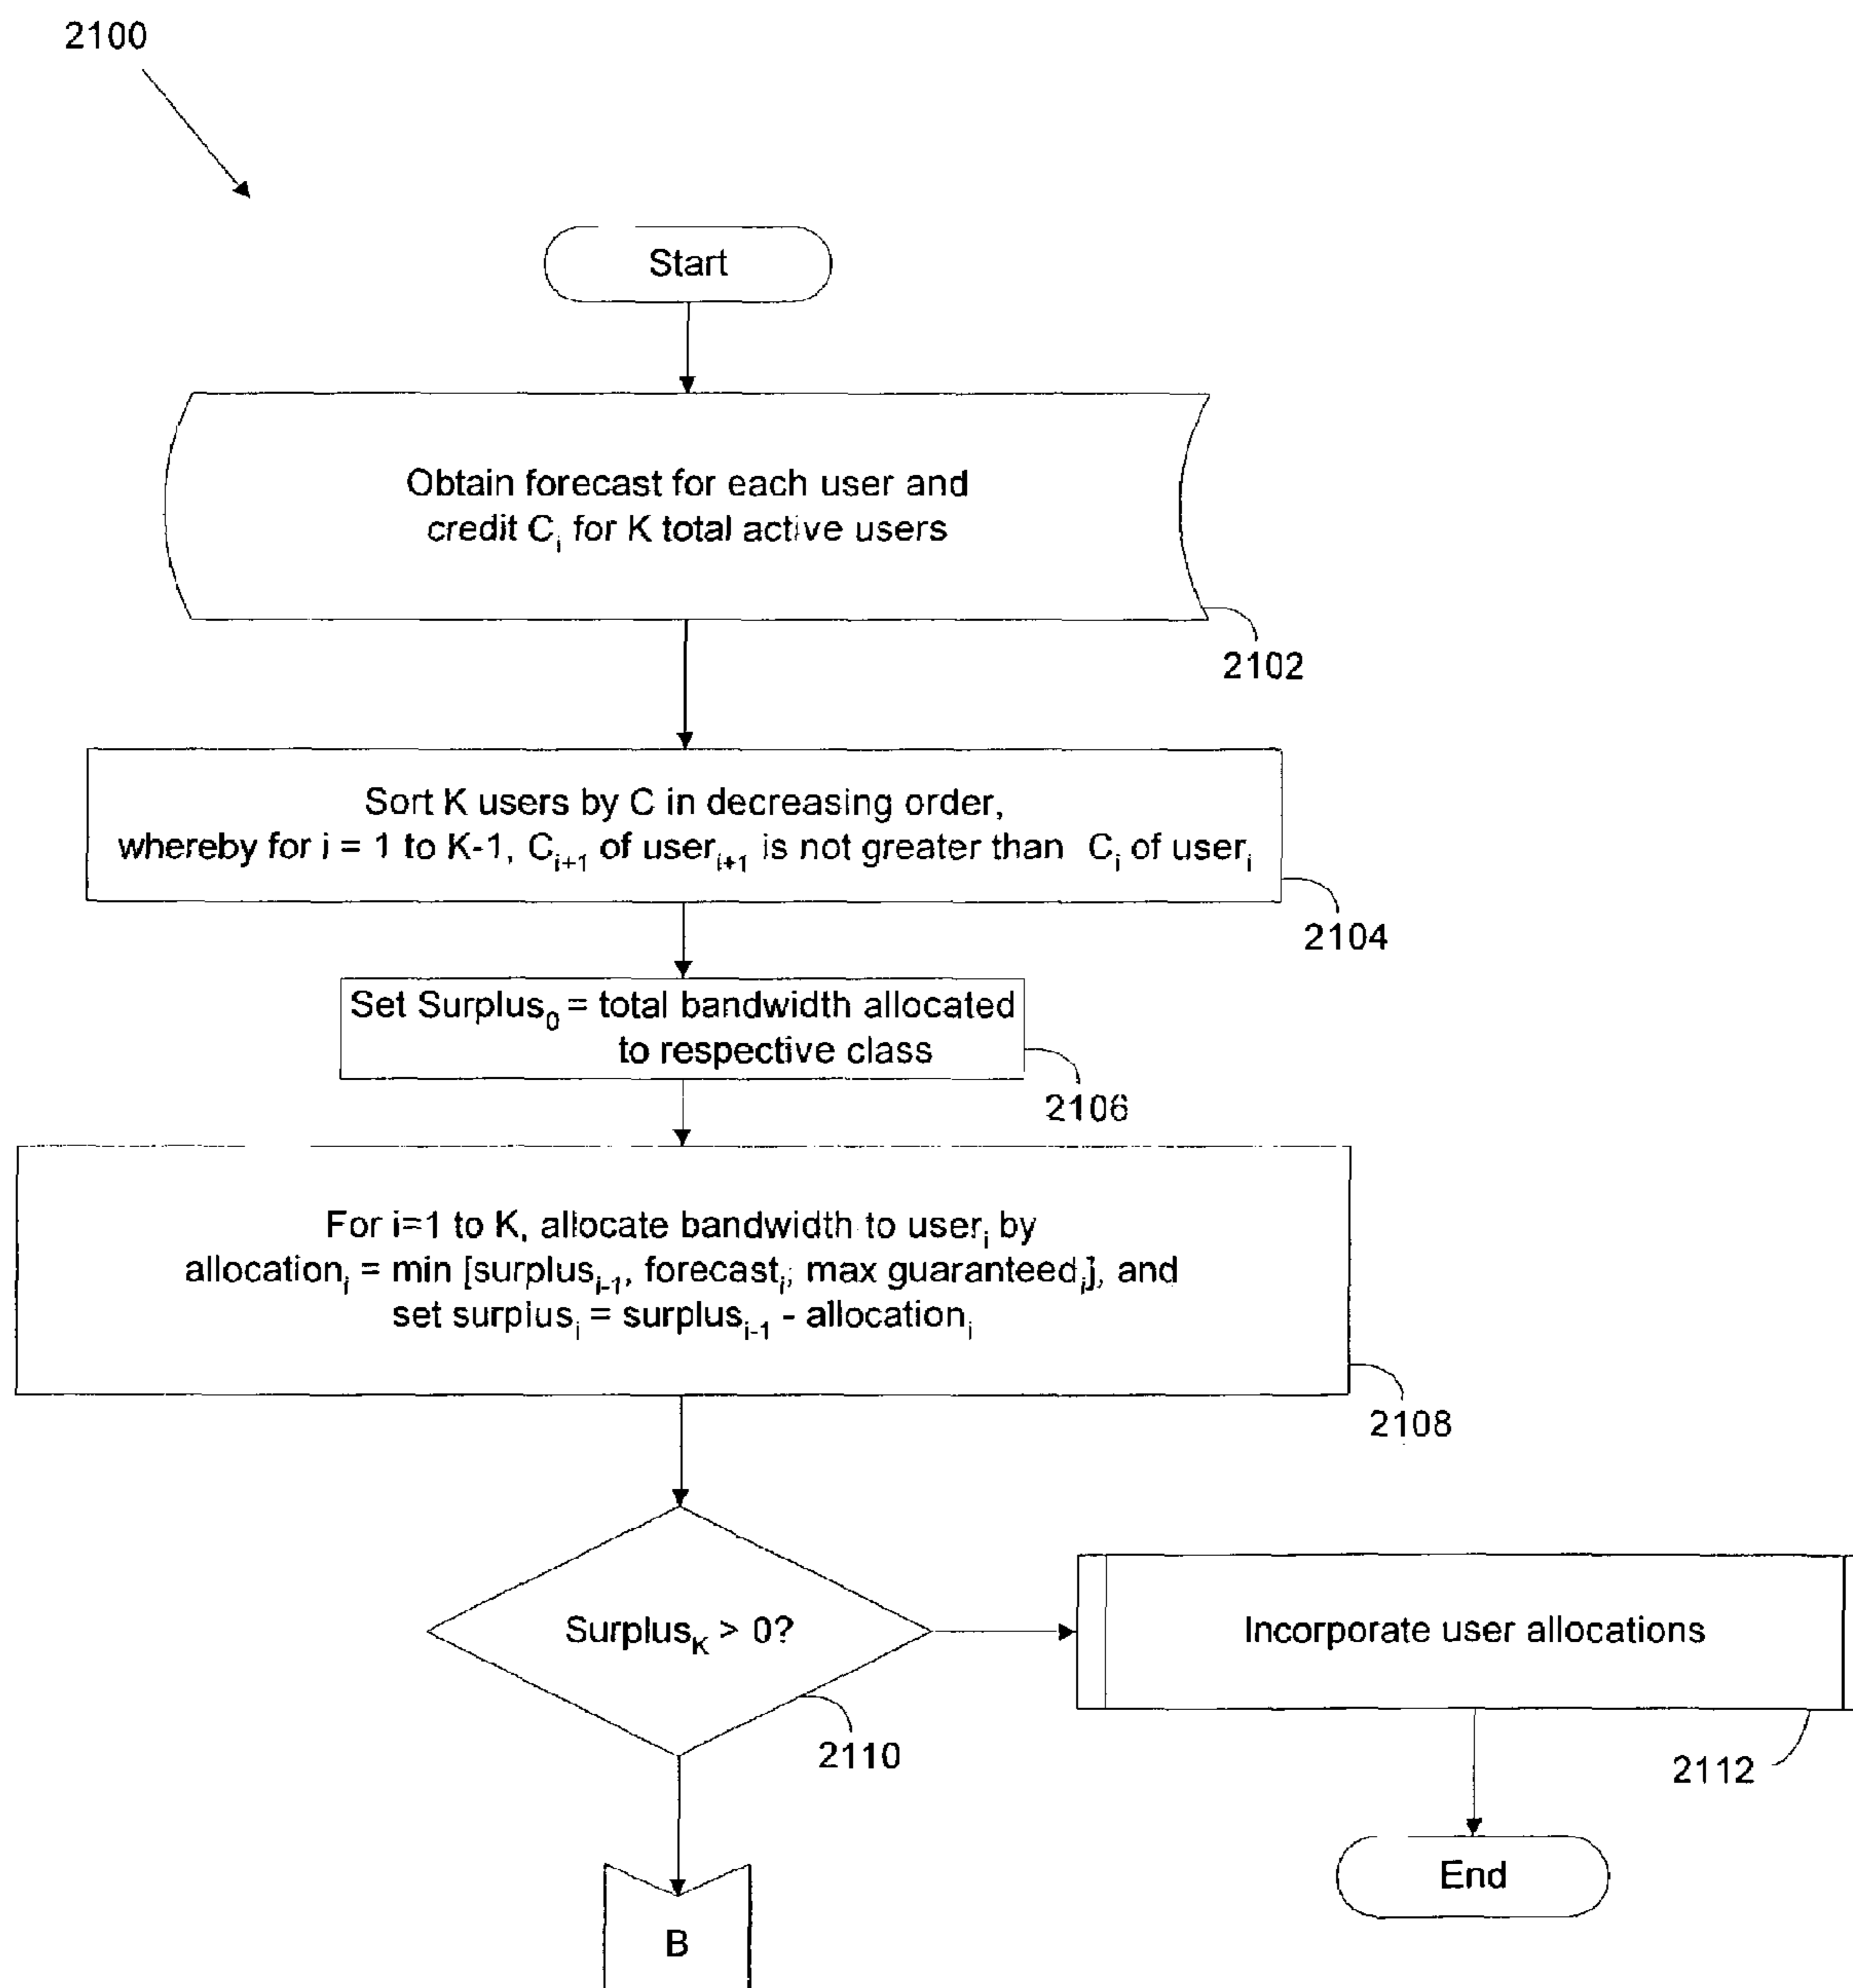 2100
Start
Obtain forecast for each user and
credit Cᵢ for K total active users
2102
Sort K users by C in decreasing order,
whereby for i = 1 to K-1, Cᵢ₊₁ of userᵢ₊₁ is not greater than Cᵢ of userᵢ
2104
Set Surplus₀ = total bandwidth allocated
to respective class
2106
For i=1 to K, allocate bandwidth to userᵢ by
allocationᵢ = min [surplusᵢ₋₁, forecastᵢ, max guaranteedᵢ], and
set surplusᵢ = surplusᵢ₋₁ - allocationᵢ
2108
Surplus_K > 0?
2110
Incorporate user allocations
2112
End
B